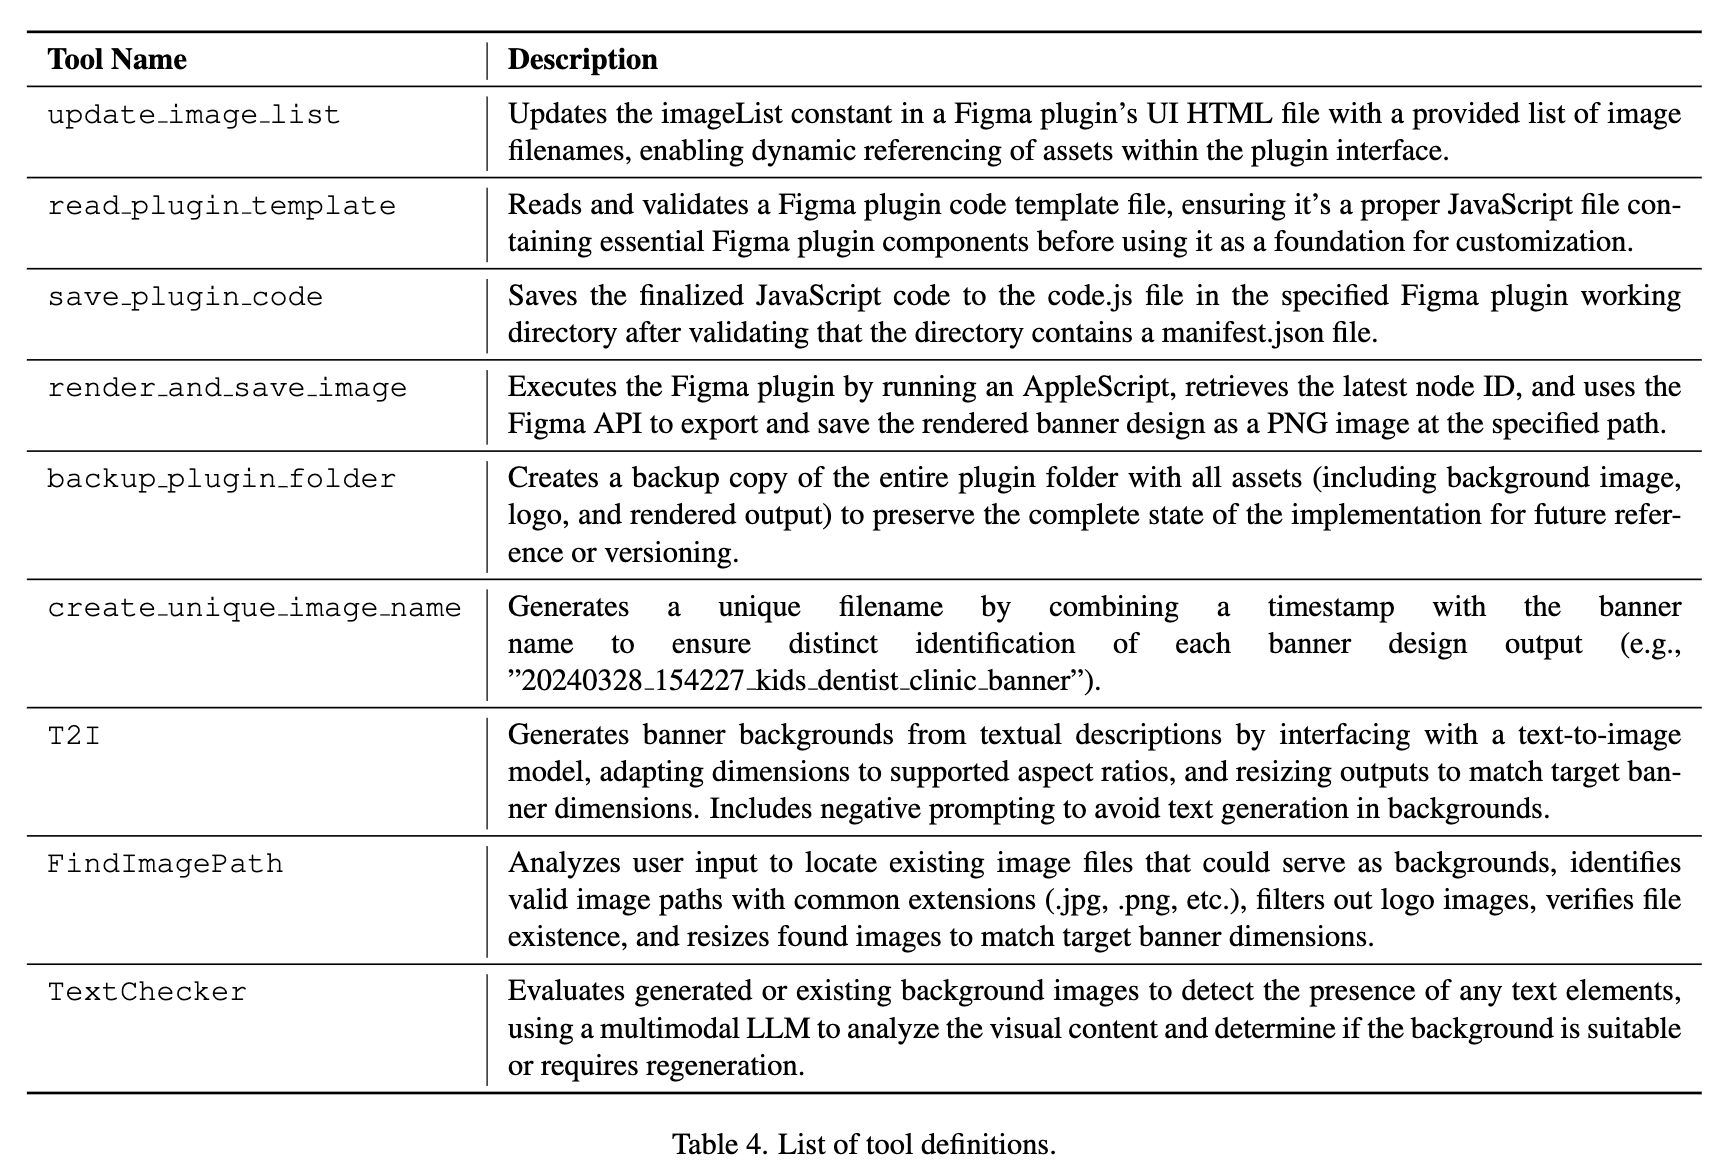 Tool Name Description
update_image_list Updates the imageList constant in a Figma plugin’s UI HTML file with a provided list of image
filenames, enabling dynamic referencing of assets within the plugin interface.
read_plugin_template Reads and validates a Figma plugin code template file, ensuring it’s a proper JavaScript file con-
taining essential Figma plugin components before using it as a foundation for customization.
save_plugin_code Saves the finalized JavaScript code to the code.js file in the specified Figma plugin working
directory after validating that the directory contains a manifest.json file.
render_and_save_image Executes the Figma plugin by running an AppleScript, retrieves the latest node ID, and uses the
Figma API to export and save the rendered banner design as a PNG image at the specified path.
backup_plugin_folder Creates a backup copy of the entire plugin folder with all assets (including background image,
logo, and rendered output) to preserve the complete state of the implementation for future refer-
ence or versioning.
create_unique_image_name Generates a unique filename by combining a timestamp with the banner
name to ensure distinct identification of each banner design output (e.g.,
”20240328_154227_kids_dentist_clinic_banner”).
T2I Generates banner backgrounds from textual descriptions by interfacing with a text-to-image
model, adapting dimensions to supported aspect ratios, and resizing outputs to match target ban-
ner dimensions. Includes negative prompting to avoid text generation in backgrounds.
FindImagePath Analyzes user input to locate existing image files that could serve as backgrounds, identifies
valid image paths with common extensions (.jpg, .png, etc.), filters out logo images, verifies file
existence, and resizes found images to match target banner dimensions.
TextChecker Evaluates generated or existing background images to detect the presence of any text elements,
using a multimodal LLM to analyze the visual content and determine if the background is suitable
or requires regeneration.
Table 4. List of tool definitions.